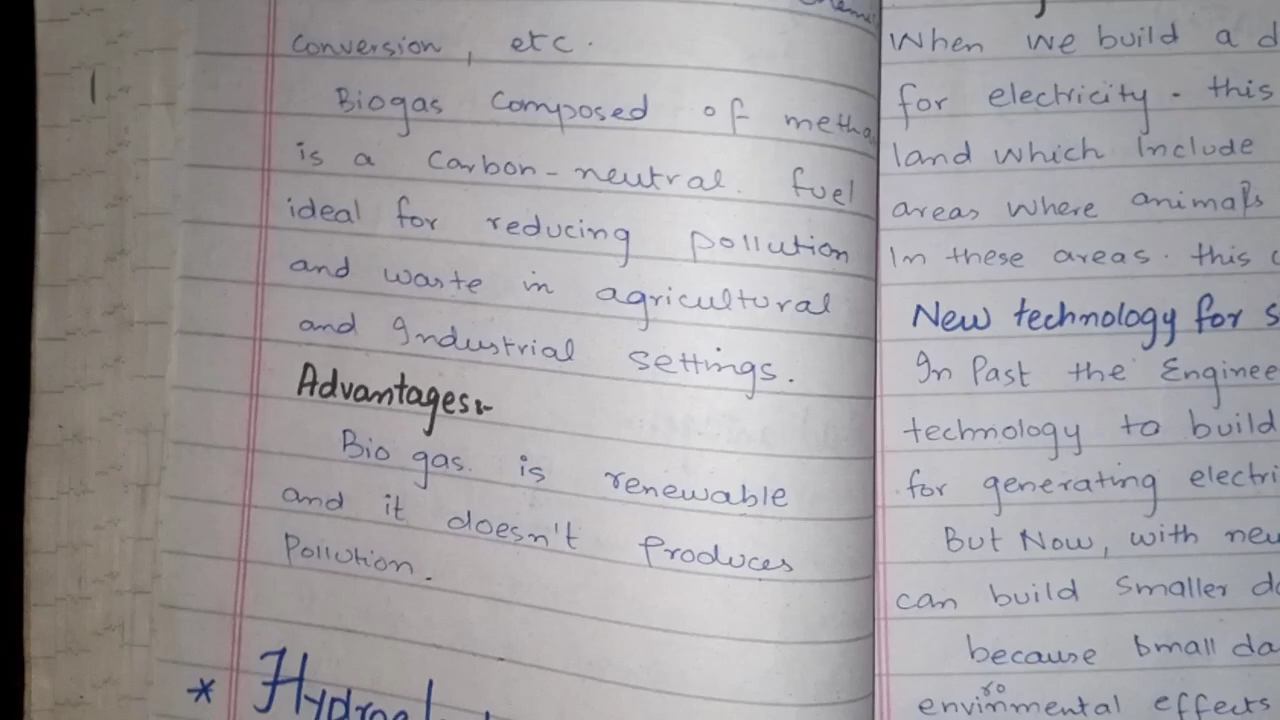 conversion, etc.
Biogas composed of metha
is a carbon-neutral. fuel
ideal for reducing pollution
and waste in agricultural
and Industrial settings.
Advantages:-
Bio gas. is renewable
and it doesn't produces
Pollution.
*
When we build a d
for electricity. this
land which Include
areas where animals
In these areas. this
New technology for s
In Past the Enginee
technology to build
for generating electri
But Now, with new
can build smaller da
because small da
environmental effects